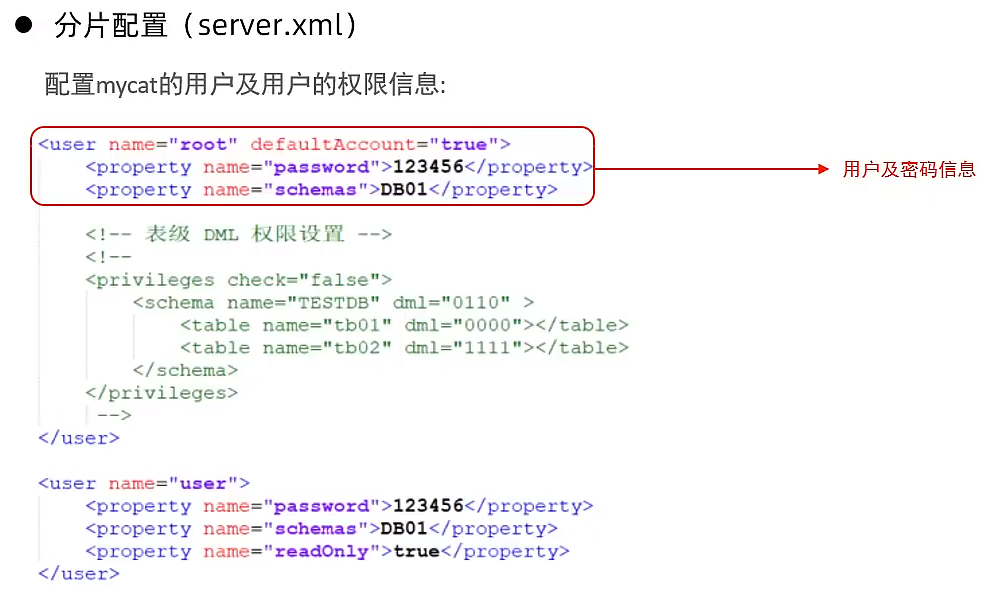 ● 分片配置（server.xml）
配置mycat的用户及用户的权限信息:
<user name="root" defaultAccount="true">
<property name="password">123456</property>
<property name="schemas">DB01</property>
用户及密码信息
<!-- 表级 DML 权限设置 -->
<!--
<privileges check="false">
<schema name="TESTDB" dml="0110" >
<table name="tb01" dml="0000"></table>
<table name="tb02" dml="1111"></table>
</schema>
</privileges>
-->
</user>
<user name="user">
<property name="password">123456</property>
<property name="schemas">DB01</property>
<property name="readOnly">true</property>
</user>